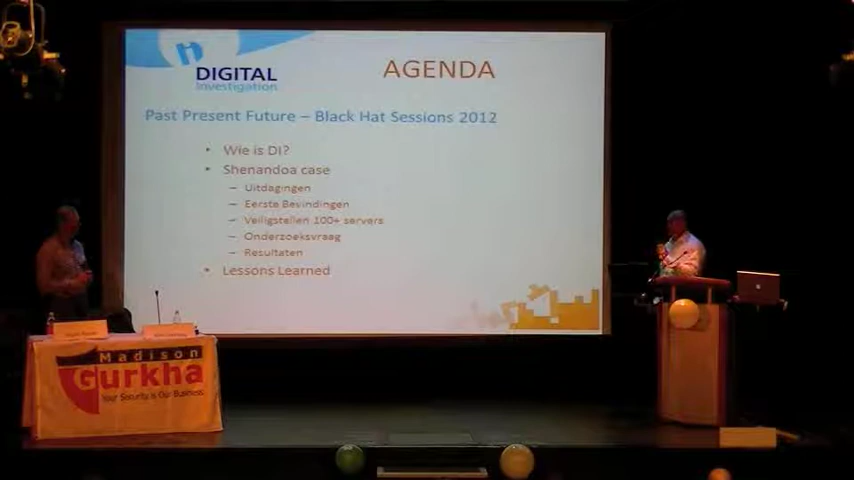 DIGITAL
investigation
AGENDA
Past Present Future – Black Hat Sessions 2012
• Wie is DI?
• Shenandoa case
– Uitdagingen
– Eerste Bevindingen
– Veiligstellen 100+ servers
– Onderzoeksvraag
– Resultaten
• Lessons Learned
Madison
Gurkha
Your Security is Our Business